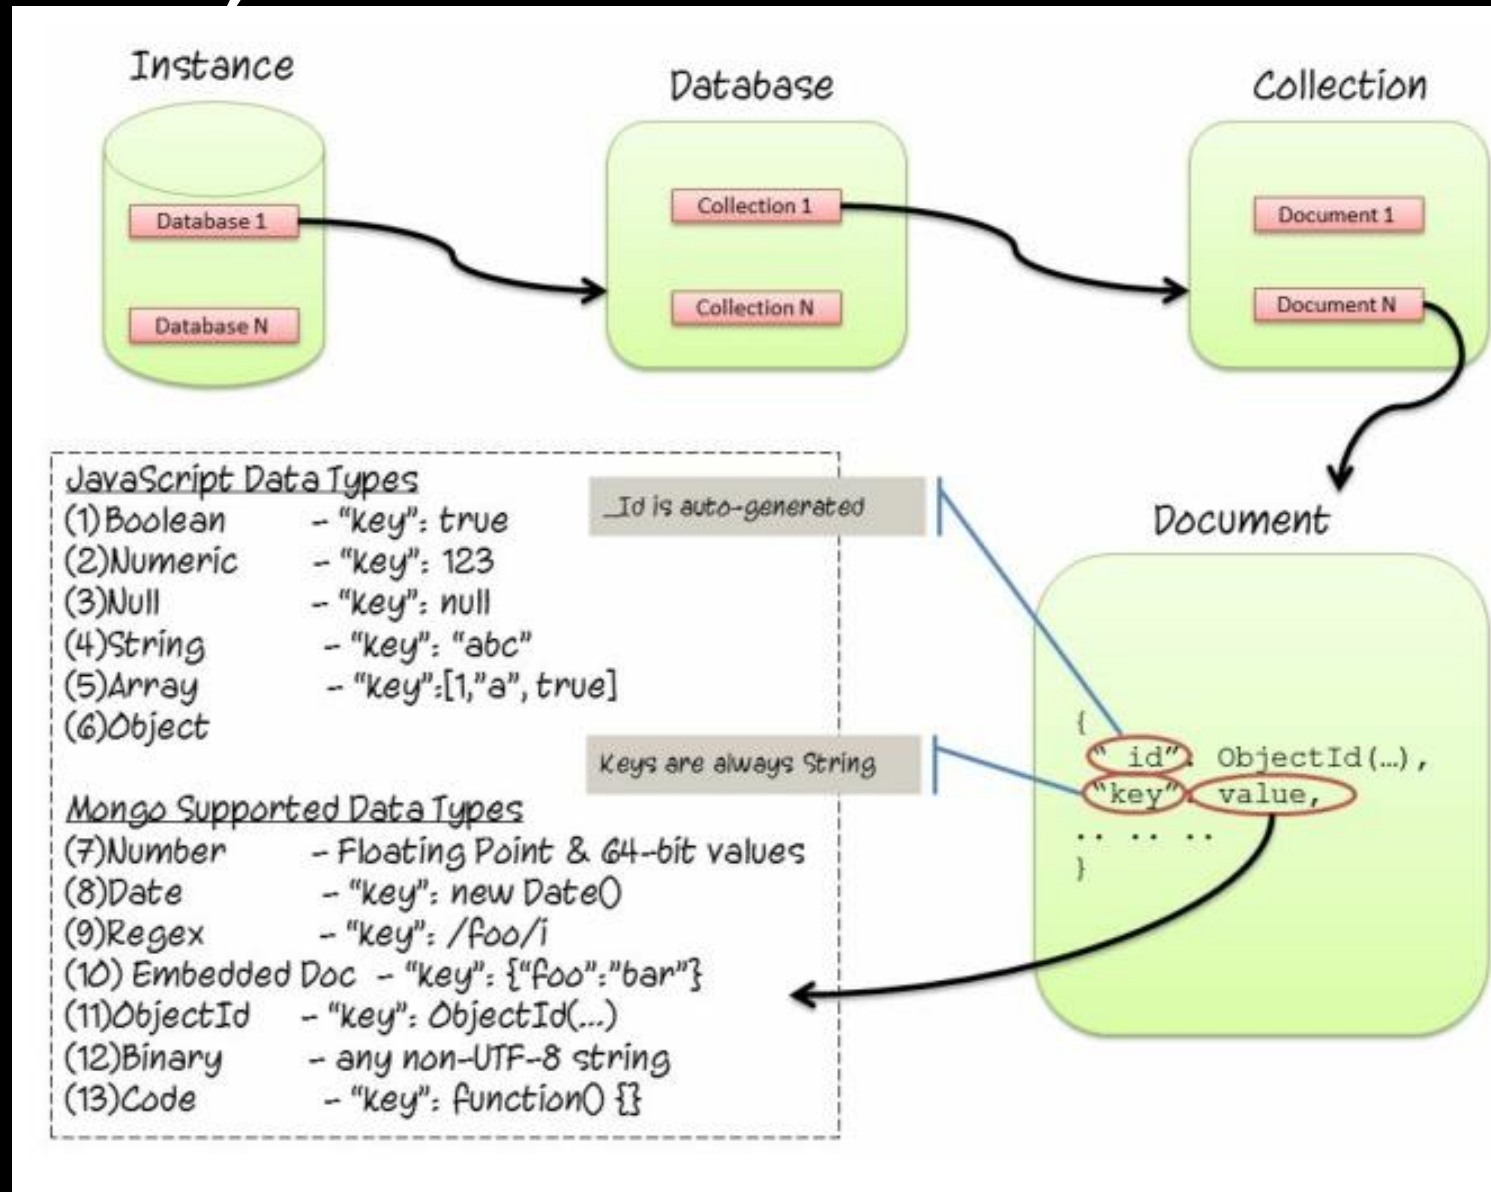 Instance
Database 1
Database N
Database
Collection 1
Collection N
Collection
Document 1
Document N
JavaScript Data Types
(1)Boolean – "key": true
(2)Numeric – "key": 123
(3)Null – "key": null
(4)String – "key": "abc"
(5)Array – "key":[1,"a", true]
(6)Object
Mongo Supported Data Types
(7)Number – Floating Point & 64-bit values
(8)Date – "key": new Date()
(9)Regex – "key": /foo/i
(10) Embedded Doc – "key": {"foo":"bar"}
(11)ObjectId – "key": ObjectId(...)
(12)Binary – any non-UTF-8 string
(13)Code – "key": function() {}
_Id is auto-generated
Keys are always String
Document
{
"_id": ObjectId(…),
"key": value,
.. .. ..
}